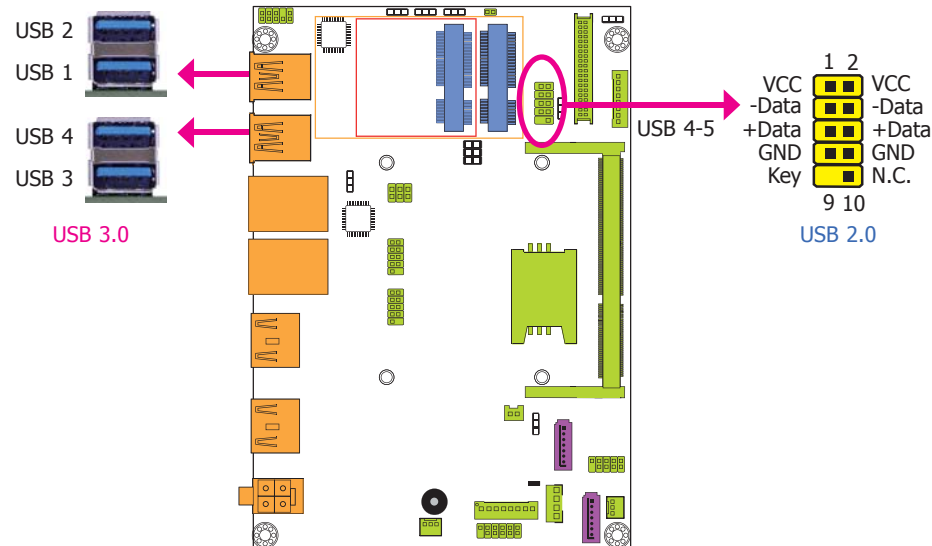 USB 2
USB 1
USB 4
USB 3
USB 3.0
USB 4-5
1 2
VCC VCC
-Data -Data
+Data +Data
GND GND
Key N.C.
9 10
USB 2.0